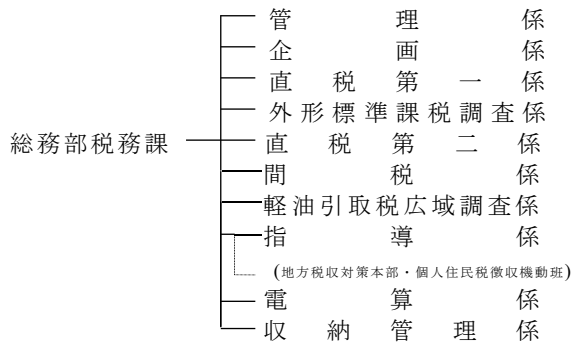 管理係
企画係
直税第一係
外形標準課税調査係
総務部税務課
直税第二係
間税係
軽油引取税広域調査係
指導係
(地方税収対策本部・個人住民税徴収機動班)
電算係
収納管理係